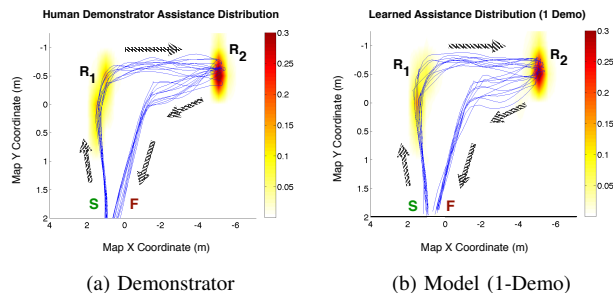 Human Demonstrator Assistance Distribution
Map Y Coordinate (m)
-1
-0.5
0
0.5
1
1.5
2
R1
R2
S
F
2
0
-2
-4
-6
Map X Coordinate (m)
0.3
0.25
0.2
0.15
0.1
0.05
(a) Demonstrator
Learned Assistance Distribution (1 Demo)
Map Y Coordinate (m)
-1
-0.5
0
0.5
1
1.5
2
R1
R2
S
F
2
0
-2
-4
-6
Map X Coordinate (m)
0.3
0.25
0.2
0.15
0.1
0.05
(b) Model (1-Demo)